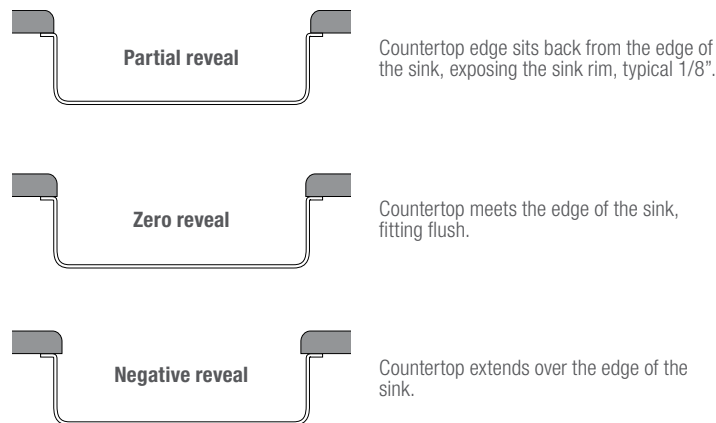 Partial reveal
Countertop edge sits back from the edge of
the sink, exposing the sink rim, typical 1/8”.
Zero reveal
Countertop meets the edge of the sink,
fitting flush.
Negative reveal
Countertop extends over the edge of the
sink.